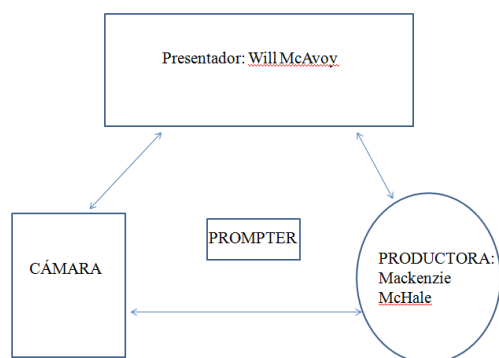 Presentador: Will McAvoy
PROMPTER
CÁMARA
PRODUCTORA:
Mackenzie
McHale